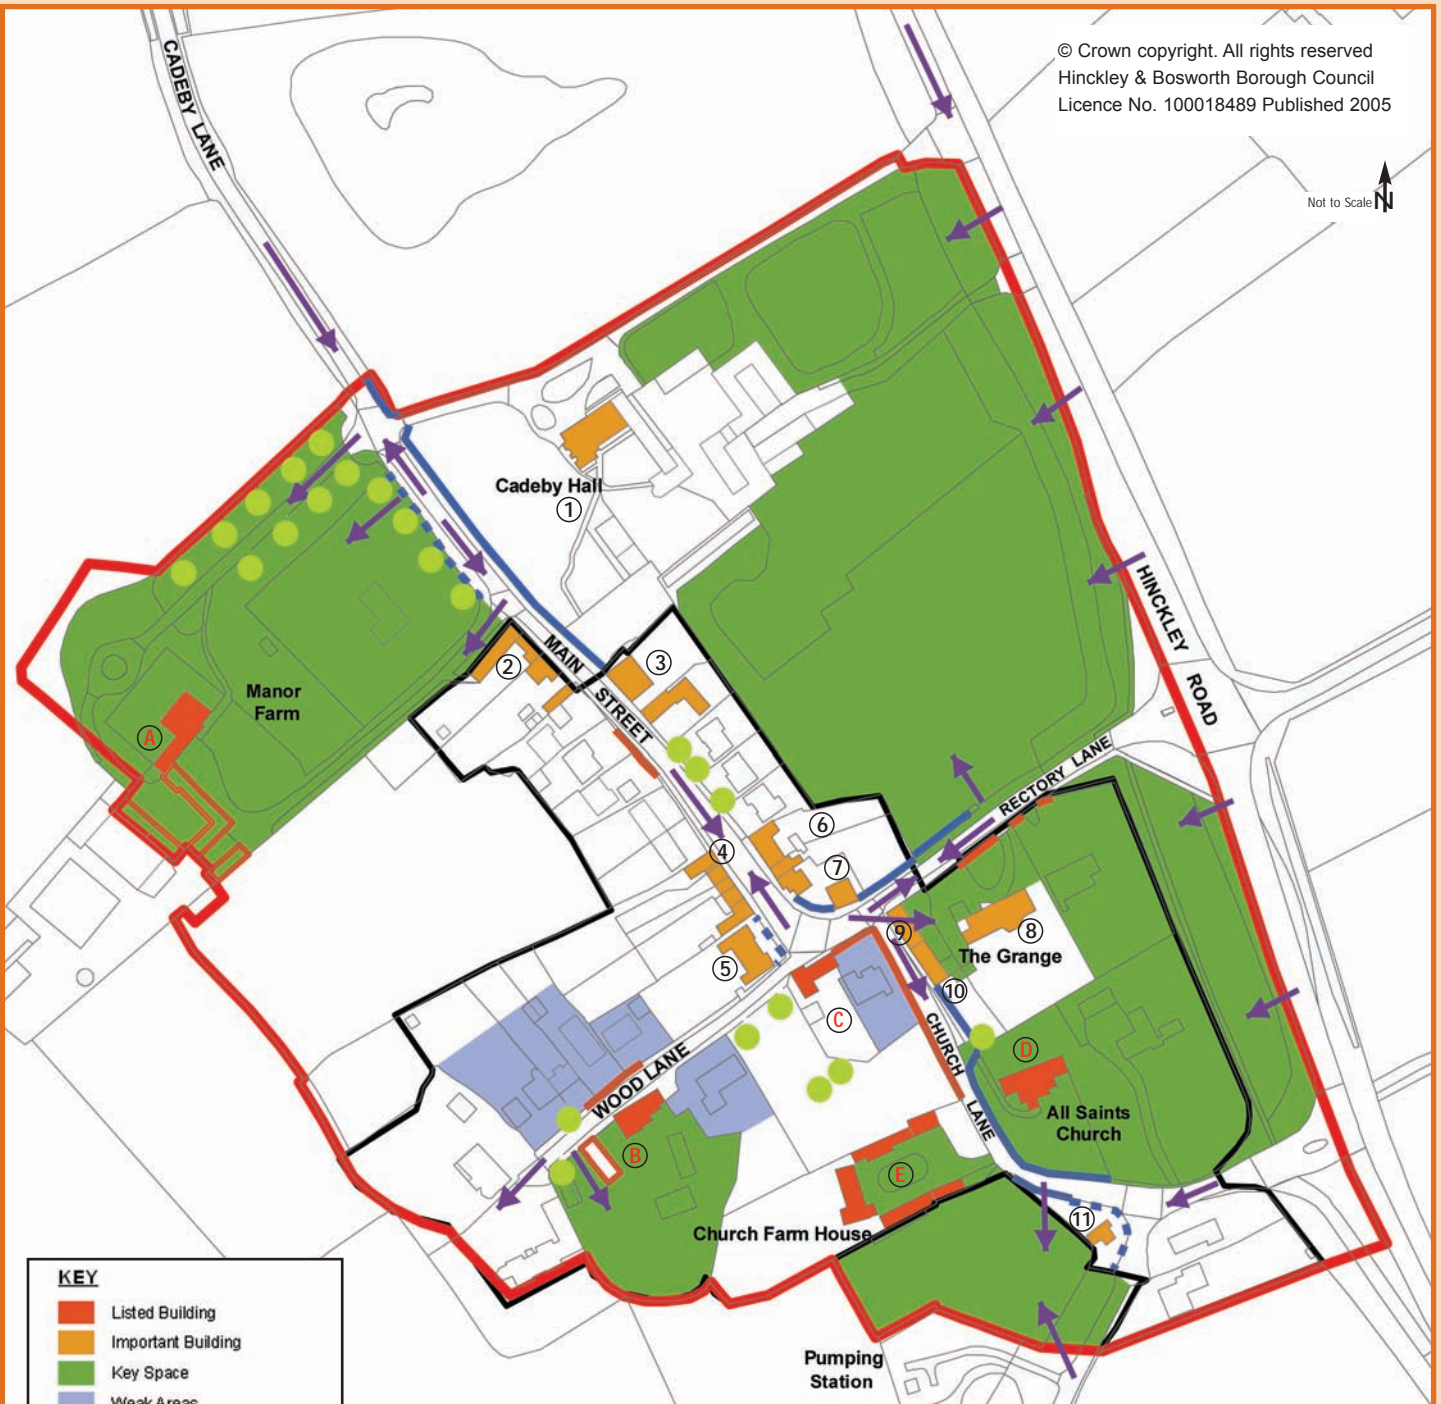 © Crown copyright. All rights reserved
Hinckley & Bosworth Borough Council
Licence No. 100018489 Published 2005
Not to Scale N
CADEBY LANE
Cadeby Hall
1
HINCKLEY ROAD
MAIN STREET
2
3
Manor
Farm
A
RECTORY LANE
6
4
7
8
9
The Grange
5
10
C
CHURCH LANE
D
WOOD LANE
All Saints
Church
B
E
11
Church Farm House
KEY
Listed Building
Important Building
Key Space
Weak Areas
Pumping
Station